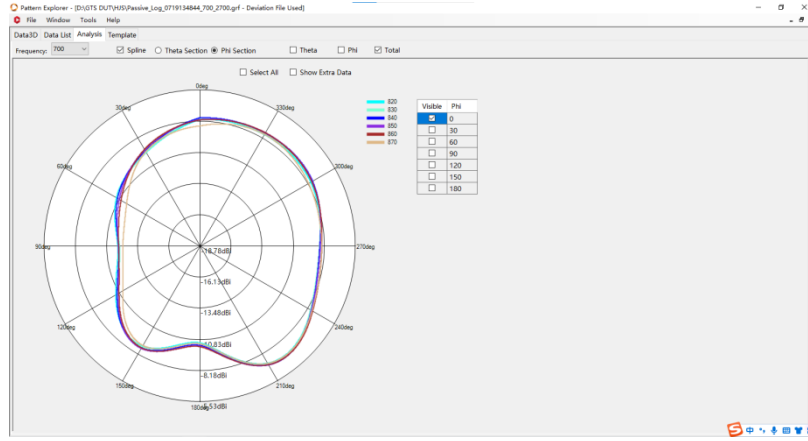 Pattern Explorer - [D:\GTS DUT\HJS\Passive_Log_0719134844_700_2700.grf - Deviation File Used]
File Window Tools Help
Data3D Data List Analysis Template
Frequency: 700 Spline Theta Section Phi Section Theta Phi Total
Select All Show Extra Data
0deg
30deg
330deg
60deg
300deg
90deg
270deg
120deg
240deg
150deg
210deg
180deg
-18.78dBi
-16.13dBi
-13.48dBi
-10.83dBi
-8.18dBi
-5.53dBi
820
830
840
850
860
870
Visible Phi
0
30
60
90
120
150
180
中